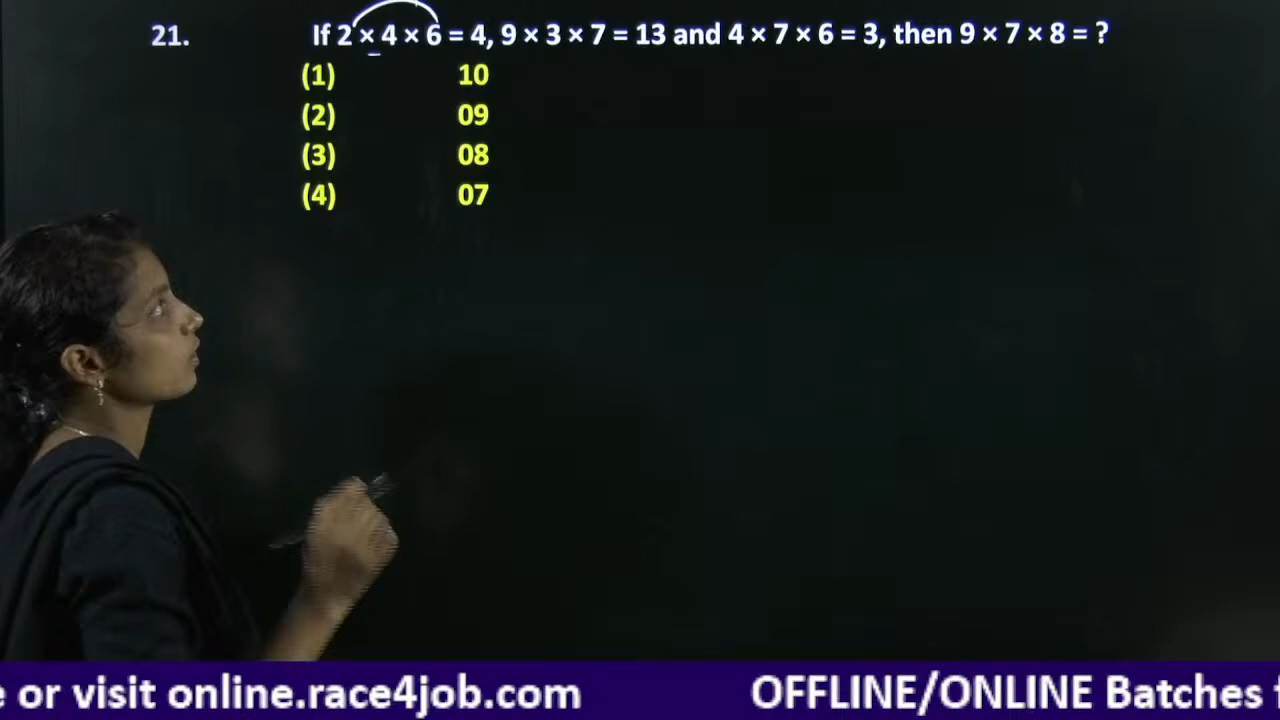 21. If 2 × 4 × 6 = 4, 9 × 3 × 7 = 13 and 4 × 7 × 6 = 3, then 9 × 7 × 8 = ?
(1) 10
(2) 09
(3) 08
(4) 07
e or visit online.race4job.com OFFLINE/ONLINE Batches f